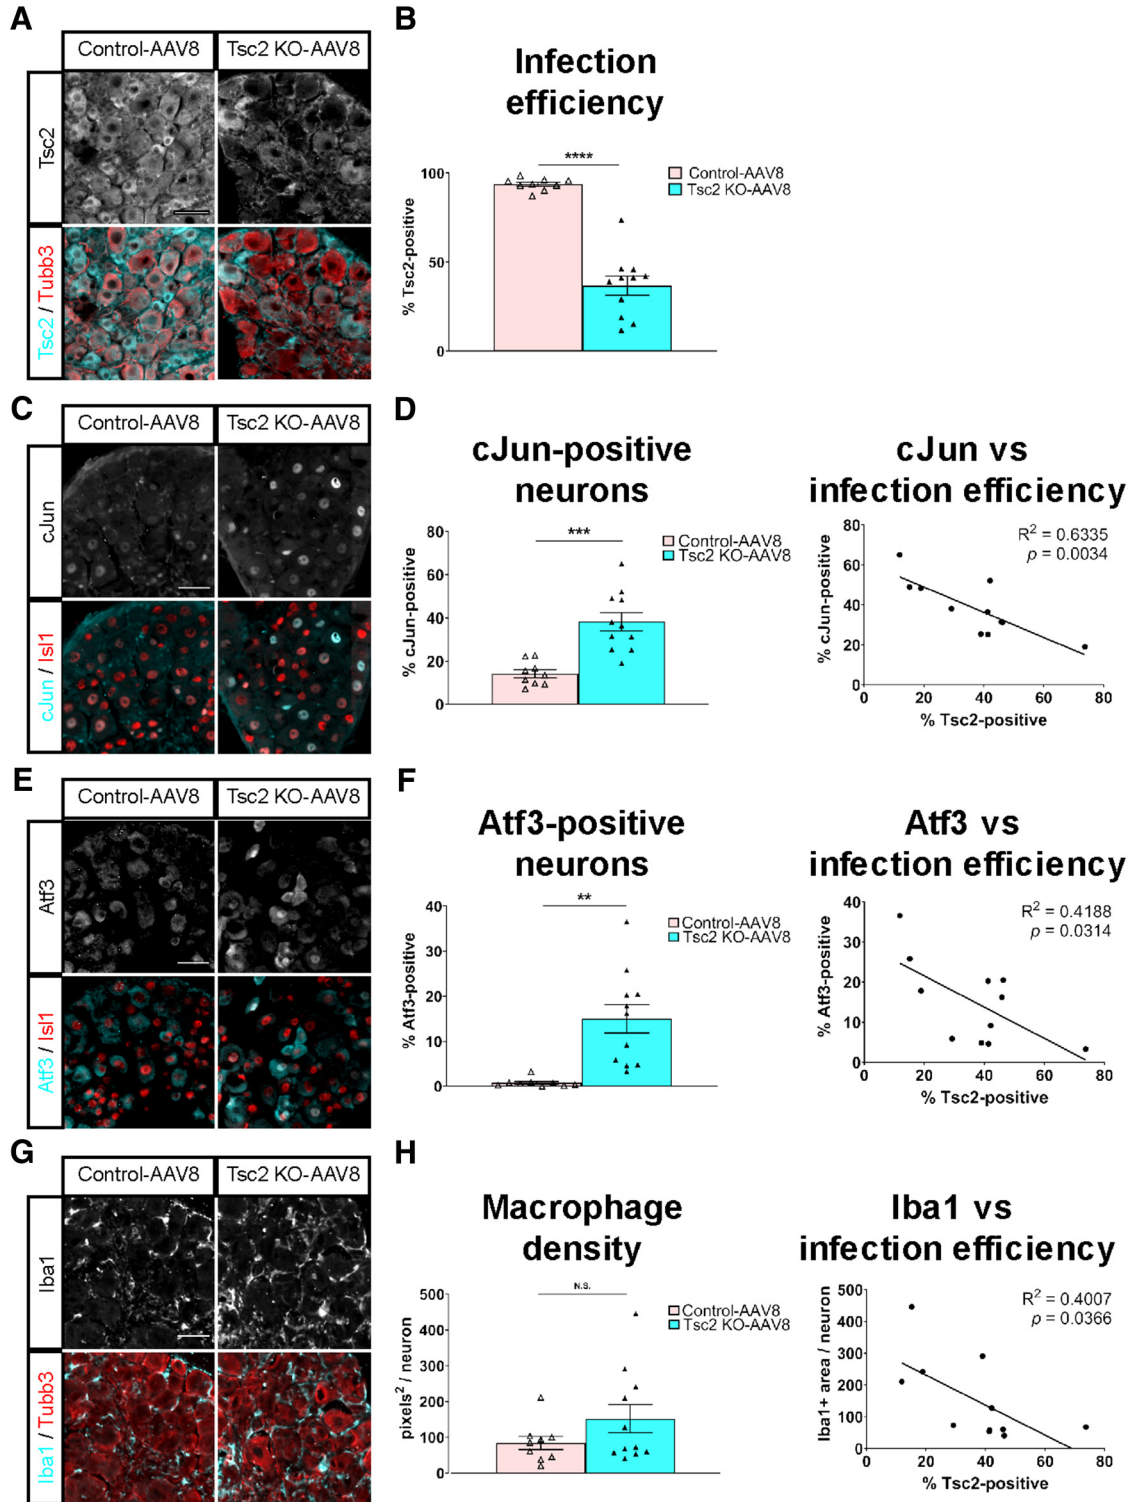 A
Control-AAV8
Tsc2 KO-AAV8
Tsc2
Tsc2 / Tubb3
B
Infection
efficiency
****
Control-AAV8
Tsc2 KO-AAV8
% Tsc2-positive
100
50
0
C
Control-AAV8
Tsc2 KO-AAV8
cJun
cJun / Isl1
D
cJun-positive
neurons
***
Control-AAV8
Tsc2 KO-AAV8
% cJun-positive
80
60
40
20
0
cJun vs
infection efficiency
R² = 0.6335
p = 0.0034
% cJun-positive
80
60
40
20
0
0 20 40 60 80
% Tsc2-positive
E
Control-AAV8
Tsc2 KO-AAV8
Atf3
Atf3 / Isl1
F
Atf3-positive
neurons
**
Control-AAV8
Tsc2 KO-AAV8
% Atf3-positive
40
30
20
10
0
Atf3 vs
infection efficiency
R² = 0.4188
p = 0.0314
% Atf3-positive
40
30
20
10
0
0 20 40 60 80
% Tsc2-positive
G
Control-AAV8
Tsc2 KO-AAV8
Iba1
Iba1 / Tubb3
H
Macrophage
density
N.S.
Control-AAV8
Tsc2 KO-AAV8
pixels² / neuron
500
400
300
200
100
0
Iba1 vs
infection efficiency
R² = 0.4007
p = 0.0366
Iba1+ area / neuron
500
400
300
200
100
0
0 20 40 60 80
% Tsc2-positive